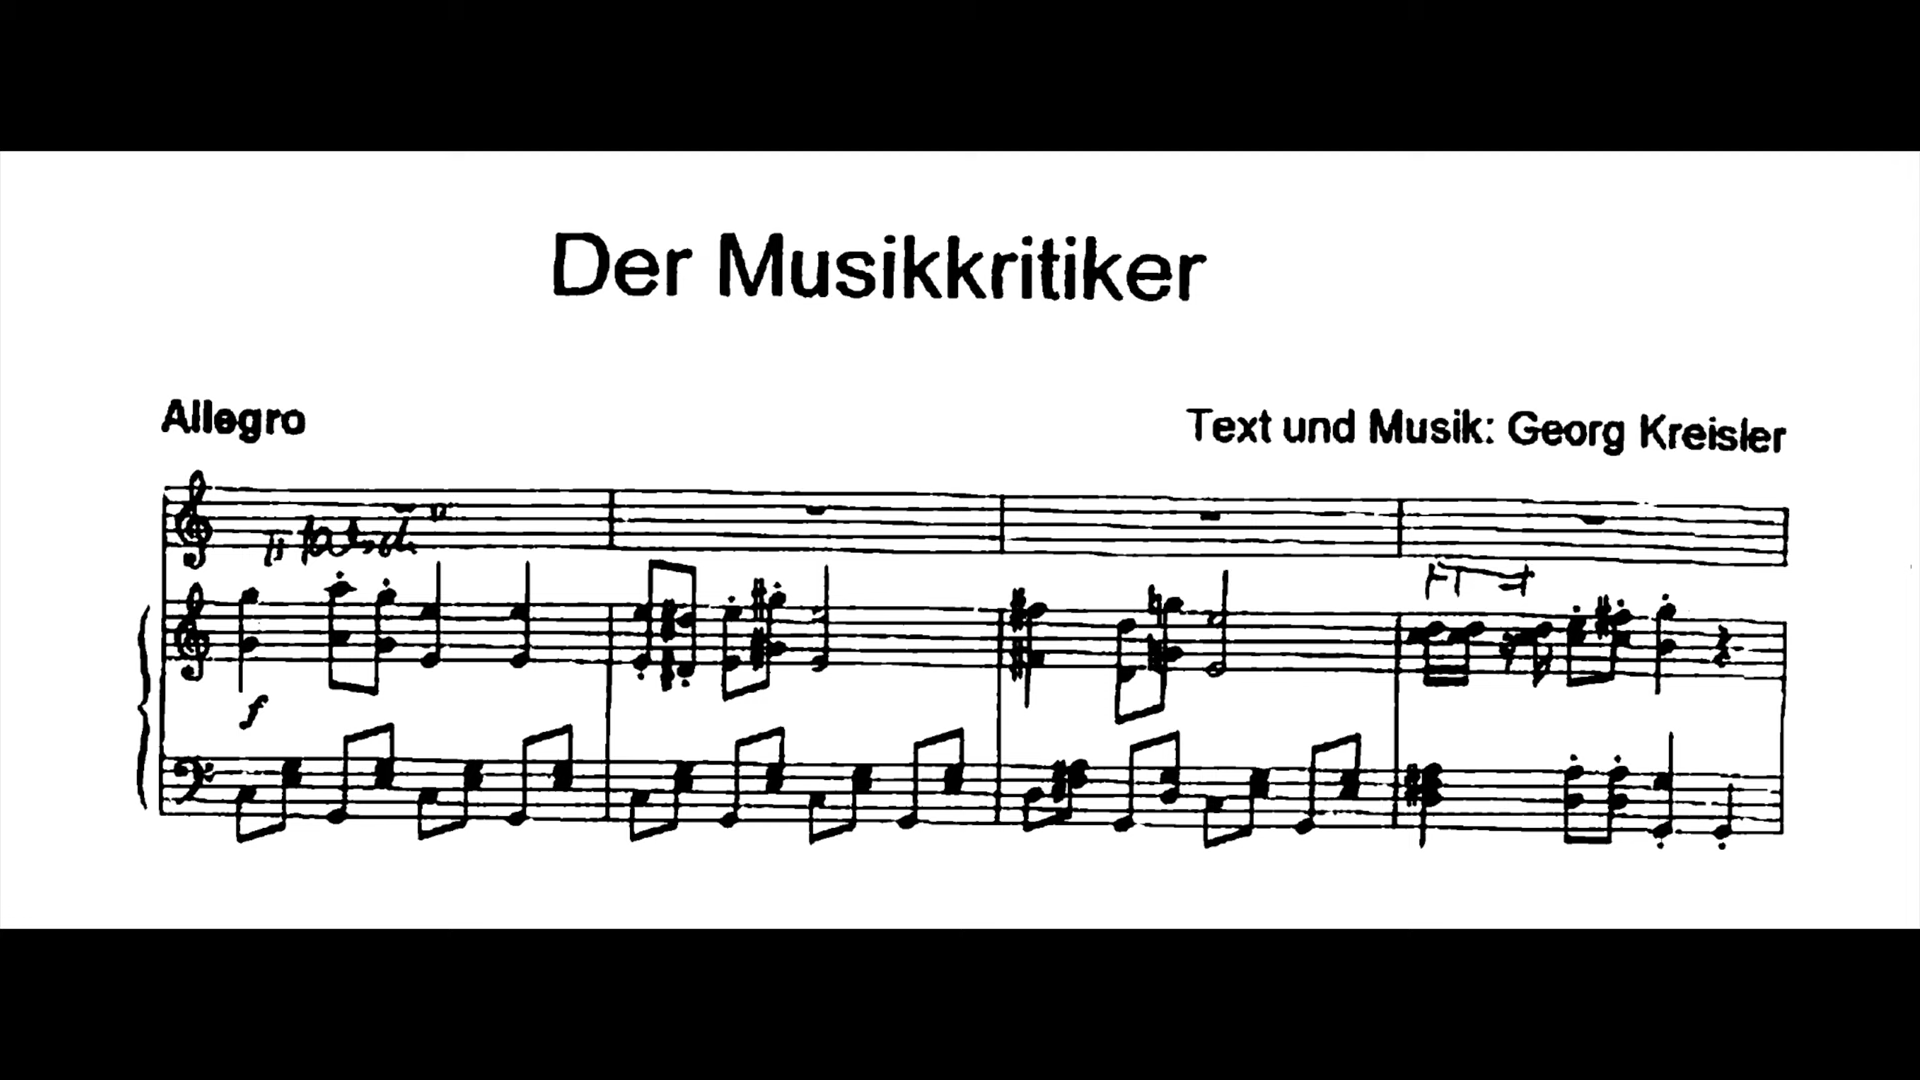 Der Musikkritiker
Allegro
Text und Musik: Georg Kreisler
f